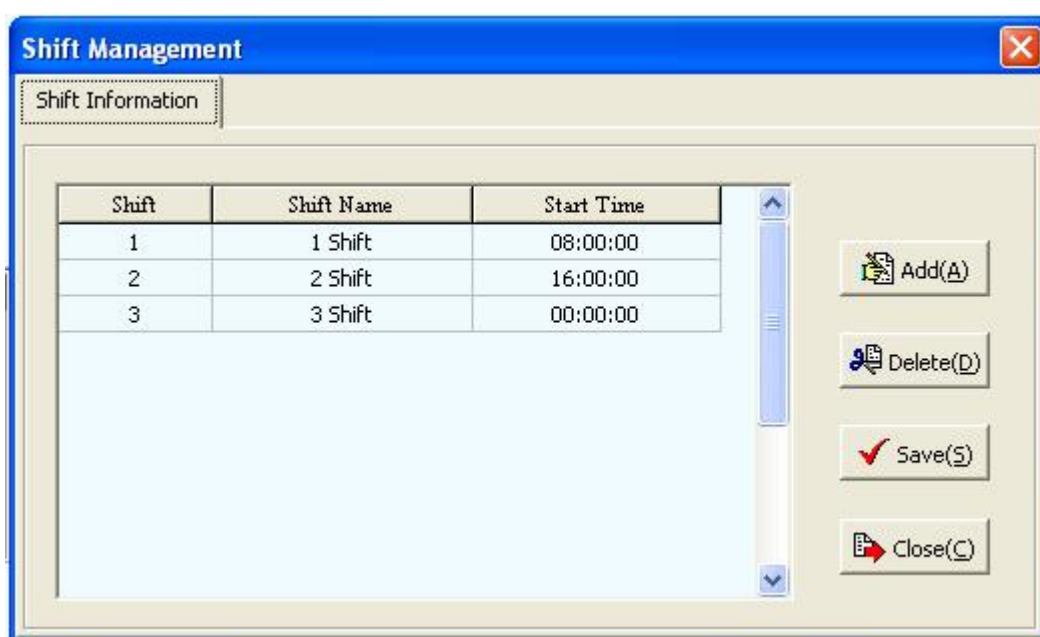 Shift Management
Shift Information
Shift Shift Name Start Time
1 1 Shift 08:00:00
2 2 Shift 16:00:00
3 3 Shift 00:00:00
Add(A)
Delete(D)
Save(S)
Close(C)